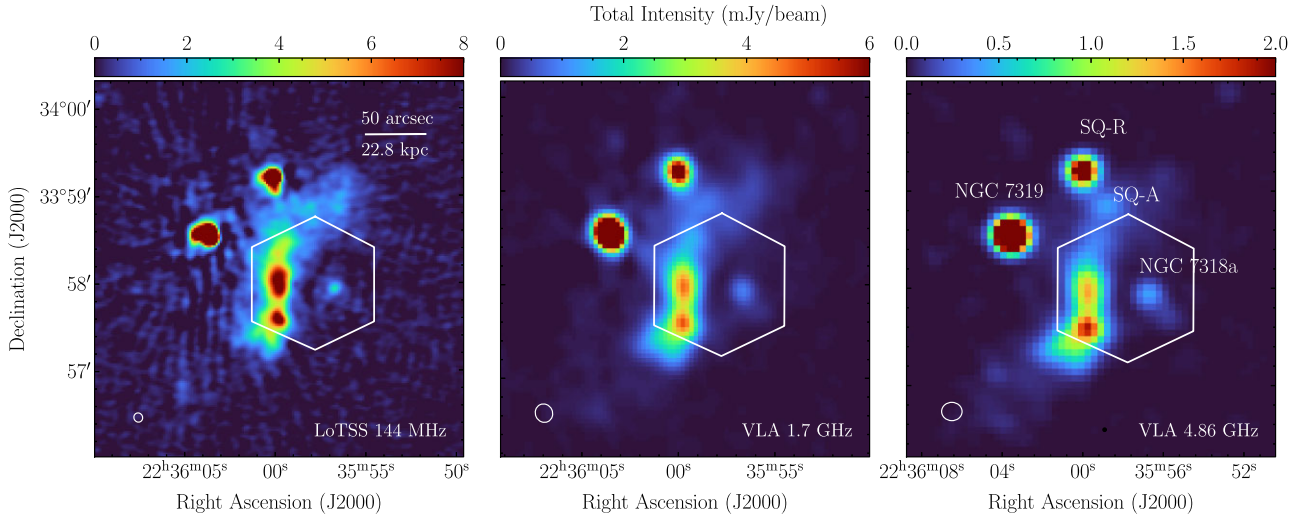 Total Intensity (mJy/beam)
0 2 4 6 8
0 2 4 6
0.0 0.5 1.0 1.5 2.0
34°00′
33°59′
58′
57′
Declination (J2000)
50 arcsec
22.8 kpc
LoTSS 144 MHz
VLA 1.7 GHz
SQ-R
NGC 7319
SQ-A
NGC 7318a
VLA 4.86 GHz
22ʰ36ᵐ05ˢ 00ˢ 35ᵐ55ˢ 50ˢ
22ʰ36ᵐ05ˢ 00ˢ 35ᵐ55ˢ
22ʰ36ᵐ08ˢ 04ˢ 00ˢ 35ᵐ56ˢ 52ˢ
Right Ascension (J2000)
Right Ascension (J2000)
Right Ascension (J2000)